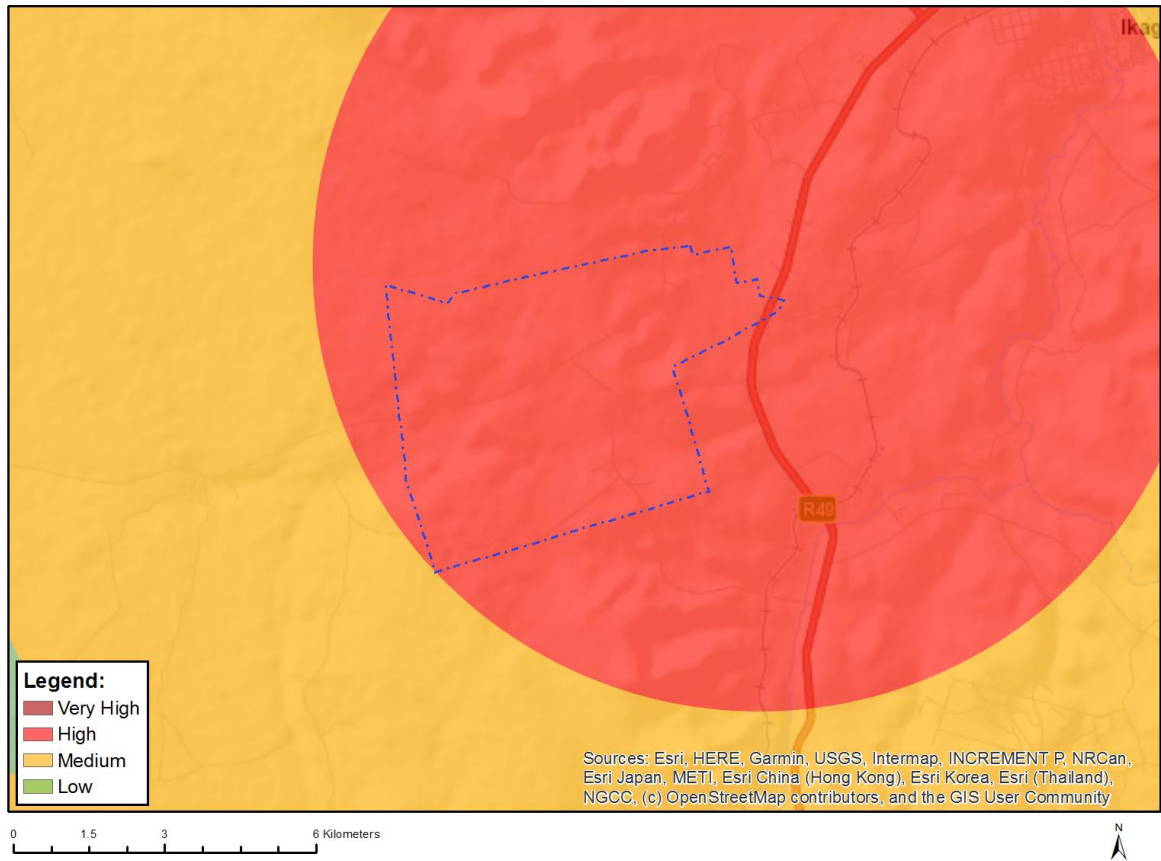 Ikag
R49
Legend:
Very High
High
Medium
Low
Sources: Esri, HERE, Garmin, USGS, Intermap, INCREMENT P, NRCan,
Esri Japan, METI, Esri China (Hong Kong), Esri Korea, Esri (Thailand),
NGCC, (c) OpenStreetMap contributors, and the GIS User Community
0 1.5 3 6 Kilometers
N